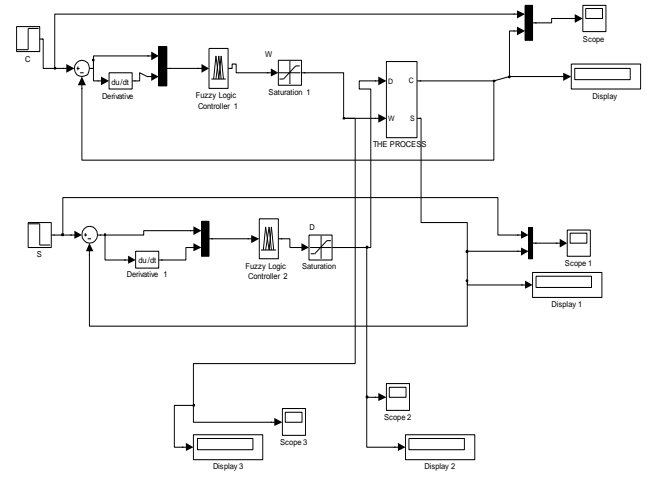 C
+
−
du/dt
Derivative
Fuzzy Logic
Controller 1
W
Saturation 1
D
C
W
S
THE PROCESS
Scope
Display
S
+
−
du/dt
Derivative 1
Fuzzy Logic
Controller 2
D
Saturation
Scope 1
Display 1
Scope 2
Scope 3
Display 3
Display 2